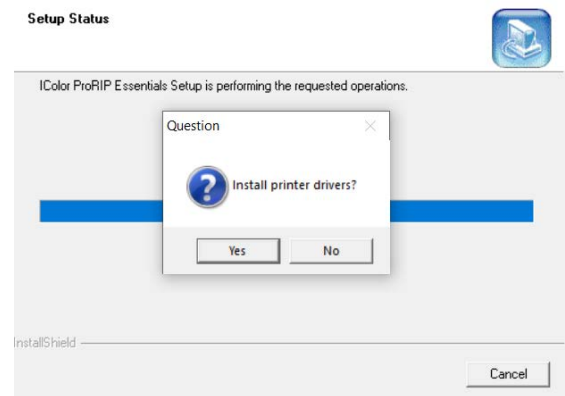 Setup Status
IColor ProRIP Essentials Setup is performing the requested operations.
Question
Install printer drivers?
Yes
No
InstallShield
Cancel